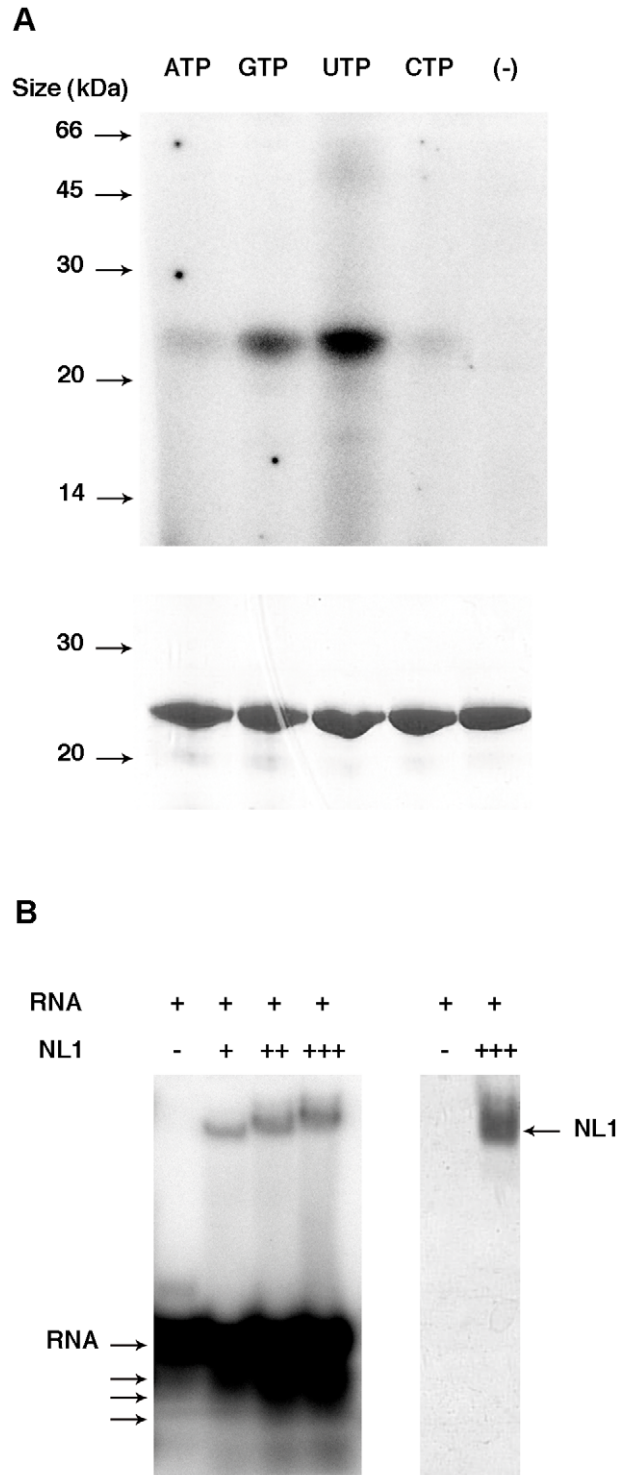 A
ATP GTP UTP CTP (-)
Size (kDa)
66
45
30
20
14
30
20
B
RNA + + + + + +
NL1 - + ++ +++ - +++
NL1
RNA